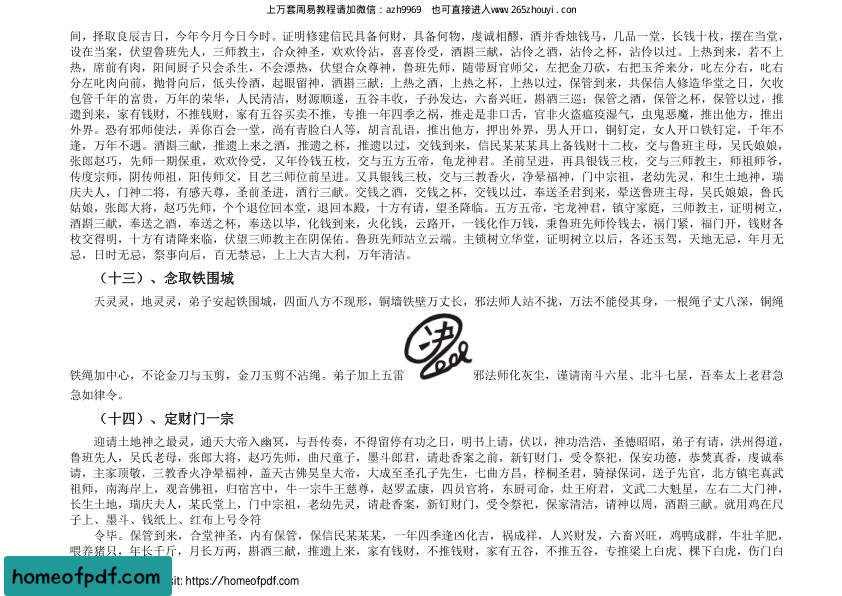 上万套周易教程请加微信：azh9969 也可直接进入www.265zhouyi.com
间，择取良辰吉日，今年今月今日今时。证明修建信民具备何财，具备何物，虔诚相醪，酒并香烛钱马，几品一堂，长钱十枚，摆在当堂，
设在当案，伏望鲁班先人，三师教主，合众神圣，欢欢伶沾，喜喜伶受，酒斟三献，沾伶之酒，沾伶之杯，沾伶以过。上热到来，若不上
热，席前有肉，阳间厨子只会杀生，不会漂热，伏望合众尊神，鲁班先师，随带厨官师父，左把金刀砍，右把玉斧来分，叱左分右，叱右
分左叱肉向前，抛骨向后，低头伶酒，起眼留神，酒斟三献；上热之酒，上热之杯，上热以过，保管到来，共保信人修造华堂之日，欠收
包管千年的富贵，万年的荣华，人民清洁，财源顺遂，五谷丰收，子孙发达，六畜兴旺，斟酒三巡；保管之酒，保管之杯，保管以过，推
遣到来，家有钱财，不推钱财，家有五谷买卖不推，专推一年四季之祸，推走是非口舌，官非火盗瘟疫湿气，虫鬼恶魔，推出他方，推出
外界。恐有邪师使法，弄你百会一堂，尚有青脸白人等，胡言乱语，推出他方，押出外界，男人开口，铜钉定，女人开口铁钉定，千年不
逢，万年不遇。酒斟三献，推遗上来之酒，推遗之杯，推遗以过，交钱到来，信民某某某具上备钱财十二枚，交与鲁班主母，吴氏娘娘，
张郎赵巧，先师一期保重，欢欢伶受，又年伶钱五枚，交与五方五帝，龟龙神君。圣前呈进，再具银钱三枚，交与三师教主，师祖师爷，
传度宗师，阴传师祖，阳传师父，目艺三师位前呈进。又具银钱三枚，交与三教香火，净晕福神，门中宗祖，老幼先灵，和生土地神，瑞
庆夫人，门神二将，有感天尊，圣前圣进，酒行三献。交钱之酒，交钱之杯，交钱以过，奉送圣君到来，晕送鲁班主母，吴氏娘娘，鲁氏
姑娘，张郎大将，赵巧先师，个个退位回本堂，退回本殿，十方有请，望圣降临。五方五帝，宅龙神君，镇守家庭，三师教主，证明树立，
酒斟三献，奉送之酒，奉送之杯，奉送以毕，化钱到来，火化钱，云路开，一钱化作万钱，秉鲁班先师伶钱去，祸门紧，福门开，钱财各
枚交得明，十方有请降来临，伏望三师教主在阴保佑。鲁班先师站立云端。主锁树立华堂，证明树立以后，各还玉驾，天地无忌，年月无
忌，日时无忌，祭事向后，百无禁忌，上上大吉大利，万年清洁。
（十三）、念取铁围城
天灵灵，地灵灵，弟子安起铁围城，四面八方不现形，铜墙铁壁万丈长，邪法师人站不拢，万法不能侵其身，一根绳子丈八深，铜绳
铁绳加中心，不论金刀与玉剪，金刀玉剪不沾绳。弟子加上五雷 邪法师化灰尘，谨请南斗六星、北斗七星，吾奉太上老君急
急如律令。
（十四）、定财门一宗
迎请土地神之最灵，通天大帝入幽冥，与吾传奏，不得留停有功之日，明书上请，伏以，神功浩浩，圣德昭昭，弟子有请，洪州得道，
鲁班先人，吴氏老母，张郎大将，赵巧先师，曲尺童子，墨斗郎君，请赴香案之前，新钉财门，受令祭祀，保安功德，恭焚真香，虔诚奉
请，主家顶敬，三教香火净晕福神，盖天古佛昊皇大帝，大成至圣孔子先生，七曲方昌，梓桐圣君，骑禄保词，送子先官，北方镇宅真武
祖师，南海岸上，观音佛祖，归宿宫中，牛一宗牛王慈尊，赵罗孟康，四员官将，东厨司命，灶王府君，文武二大魁星，左右二大门神，
长生土地，瑞庆夫人，某氏堂上，门中宗祖，老幼先灵，请赴香案，新钉财门，受令祭祀，保家清洁，请神以周，酒斟三献。就用鸡在尺
子上、墨斗、钱纸上、红布上号令符
令毕。保管到来，合堂神圣，内有保管，保信民某某某，一年四季逢凶化吉，祸成祥，人兴财发，六畜兴旺，鸡鸭成群，牛壮羊肥，
喂养猪只，年长千斤，月长万两，斟酒三献，推遗上来，家有钱财，不推钱财，家有五谷，不推五谷，专推梁上白虎、棵下白虎，伤门白
homeofpdf.com
sit: https://homeofpdf.com